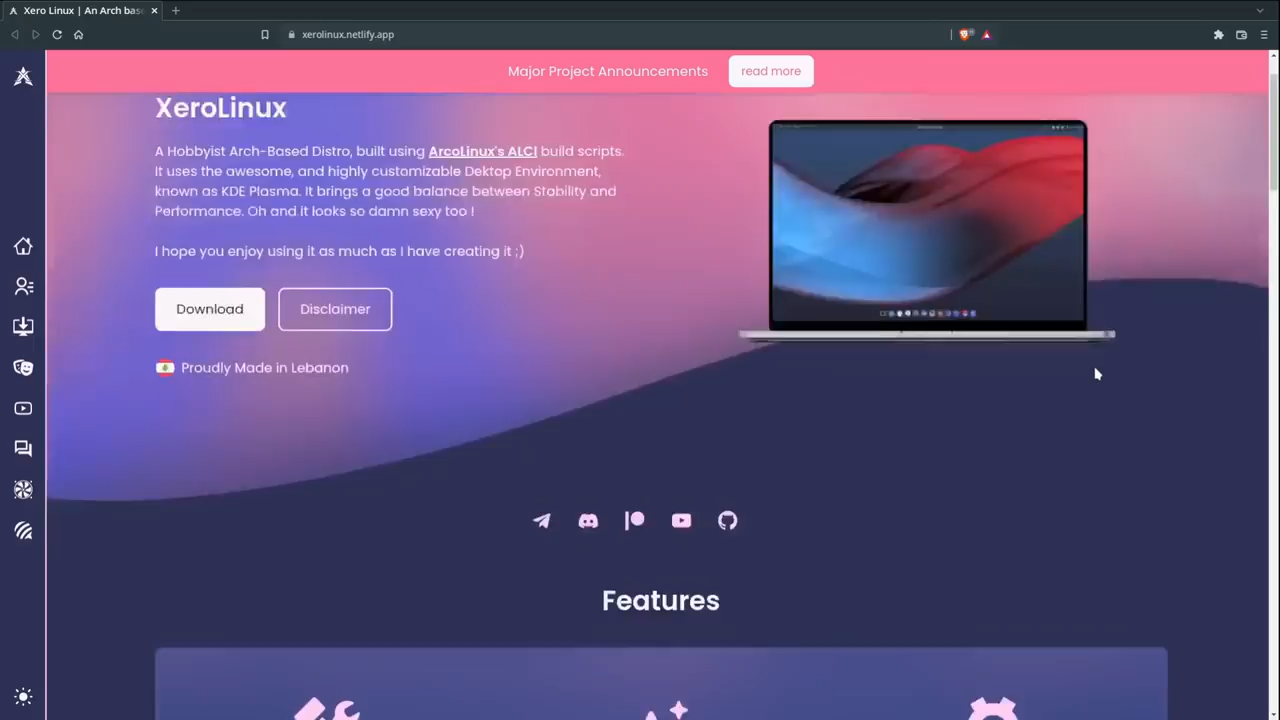 Xero Linux | An Arch bas
xerolinux.netlify.app
Major Project Announcements
read more
XeroLinux
A Hobbyist Arch-Based Distro, built using ArcoLinux's ALCI build scripts.
It uses the awesome, and highly customizable Dektop Environment,
known as KDE Plasma. It brings a good balance between Stability and
Performance. Oh and it looks so damn sexy too !
I hope you enjoy using it as much as I have creating it ;)
Download
Disclaimer
Proudly Made in Lebanon
Features